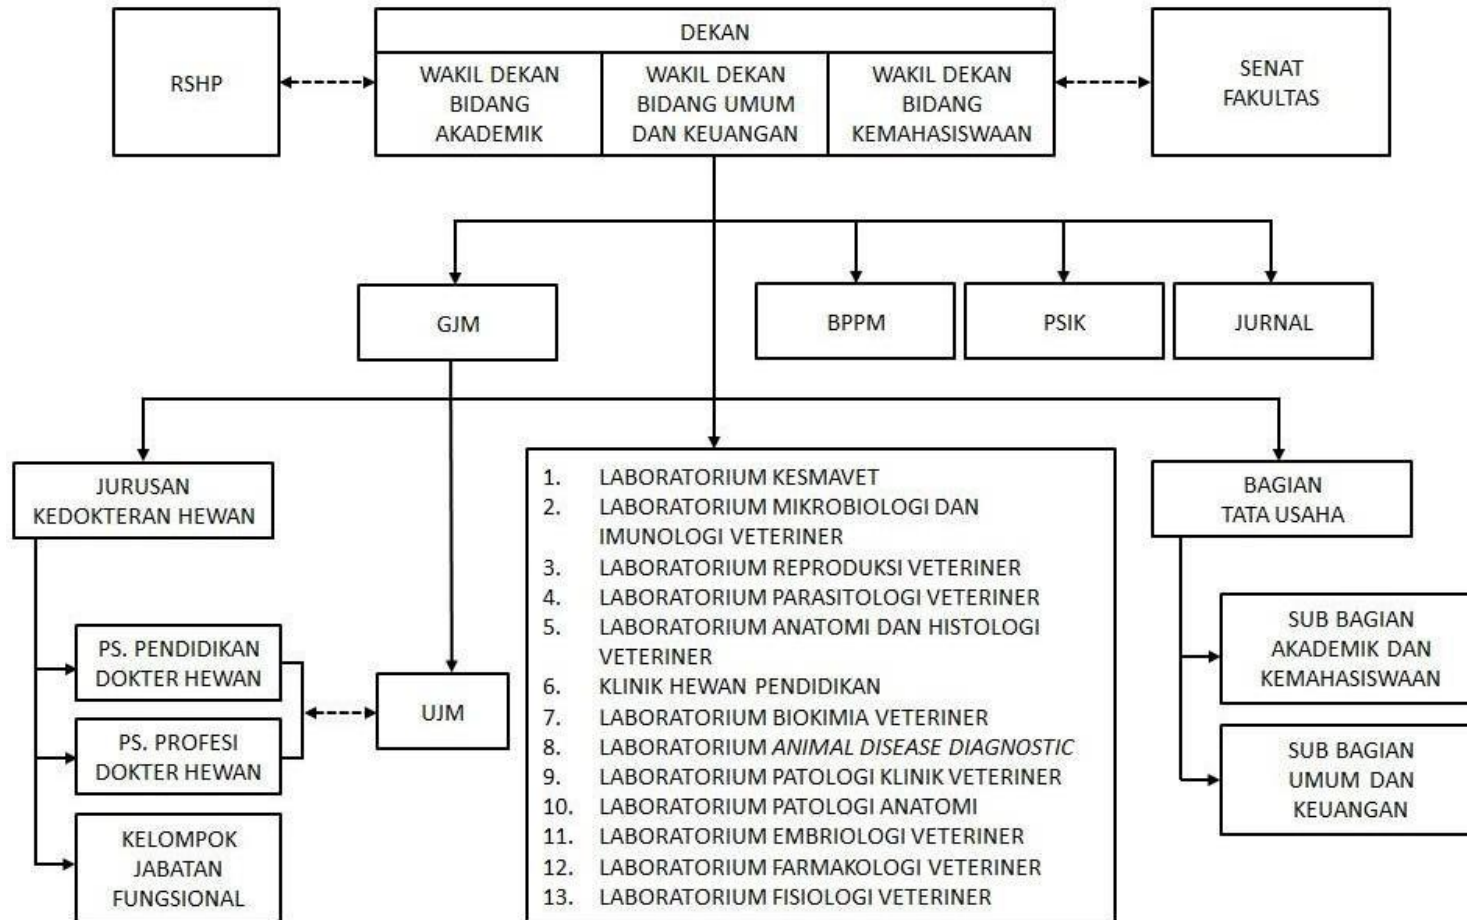 RSHP
DEKAN
WAKIL DEKAN
BIDANG
AKADEMIK
WAKIL DEKAN
BIDANG UMUM
DAN KEUANGAN
WAKIL DEKAN
BIDANG
KEMAHASISWAAN
SENAT
FAKULTAS
GJM
BPPM
PSIK
JURNAL
JURUSAN
KEDOKTERAN HEWAN
PS. PENDIDIKAN
DOKTER HEWAN
PS. PROFESI
DOKTER HEWAN
KELOMPOK
JABATAN
FUNGSIONAL
UJM
1. LABORATORIUM KESMAVET
2. LABORATORIUM MIKROBIOLOGI DAN
IMUNOLOGI VETERINER
3. LABORATORIUM REPRODUKSI VETERINER
4. LABORATORIUM PARASITOLOGI VETERINER
5. LABORATORIUM ANATOMI DAN HISTOLOGI
VETERINER
6. KLINIK HEWAN PENDIDIKAN
7. LABORATORIUM BIOKIMIA VETERINER
8. LABORATORIUM ANIMAL DISEASE DIAGNOSTIC
9. LABORATORIUM PATOLOGI KLINIK VETERINER
10. LABORATORIUM PATOLOGI ANATOMI
11. LABORATORIUM EMBRIOLOGI VETERINER
12. LABORATORIUM FARMAKOLOGI VETERINER
13. LABORATORIUM FISIOLOGI VETERINER
BAGIAN
TATA USAHA
SUB BAGIAN
AKADEMIK DAN
KEMAHASISWAAN
SUB BAGIAN
UMUM DAN
KEUANGAN